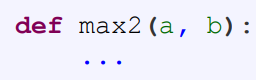 def max2(a, b):
    ...